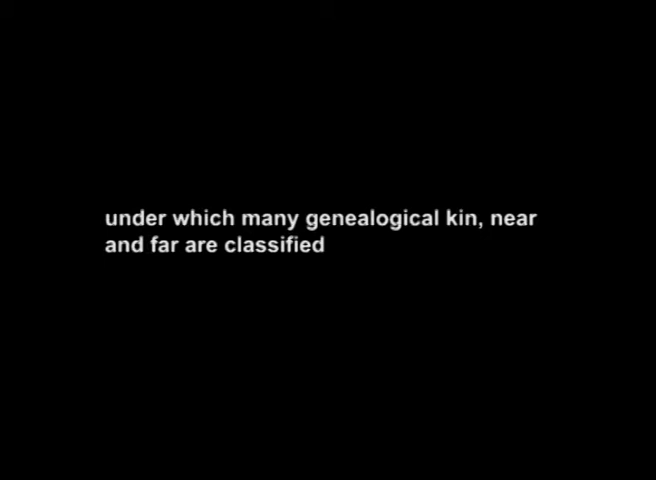 under which many genealogical kin, near
and far are classified